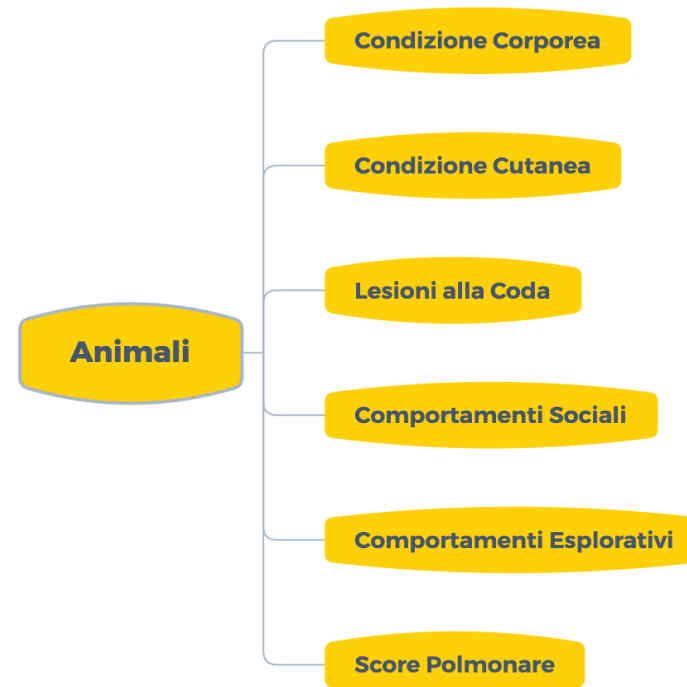 Condizione Corporea
Condizione Cutanea
Lesioni alla Coda
Animali
Comportamenti Sociali
Comportamenti Esplorativi
Score Polmonare